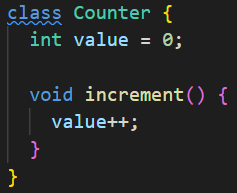 class Counter {
  int value = 0;

  void increment() {
    value++;
  }
}